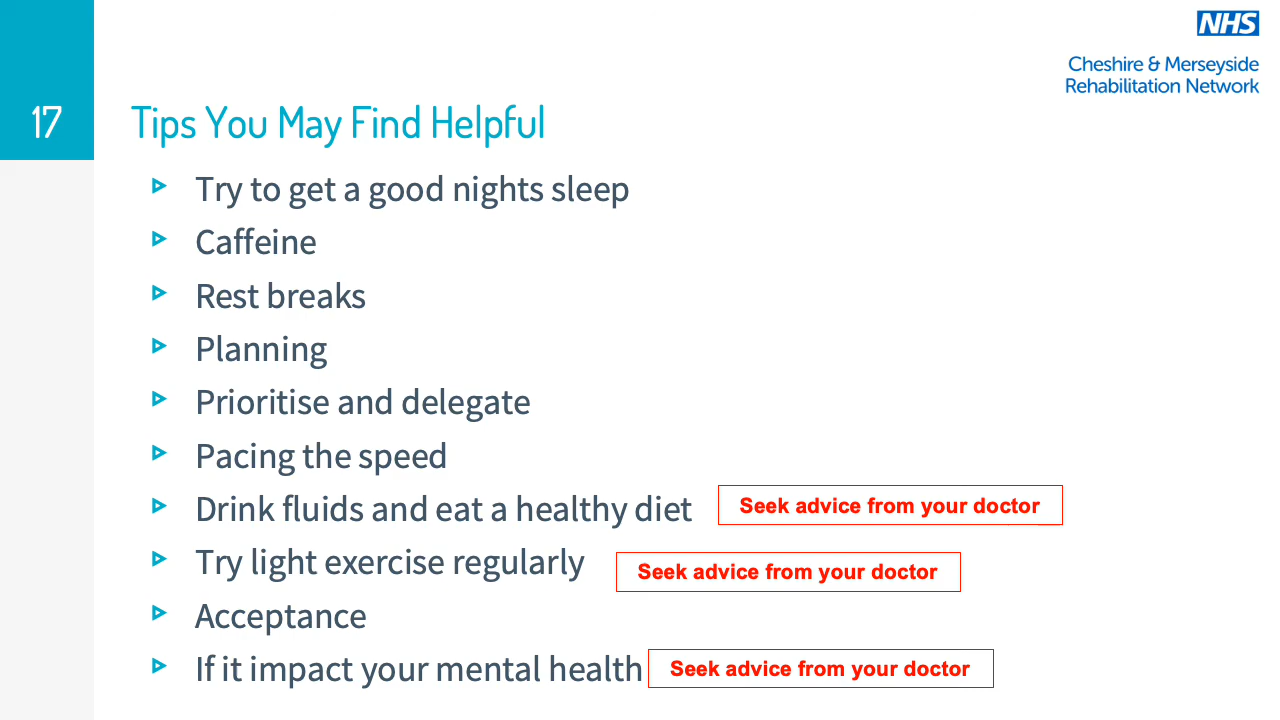 NHS
Cheshire & Merseyside
Rehabilitation Network
17
Tips You May Find Helpful
Try to get a good nights sleep
Caffeine
Rest breaks
Planning
Prioritise and delegate
Pacing the speed
Drink fluids and eat a healthy diet Seek advice from your doctor
Try light exercise regularly Seek advice from your doctor
Acceptance
If it impact your mental health Seek advice from your doctor